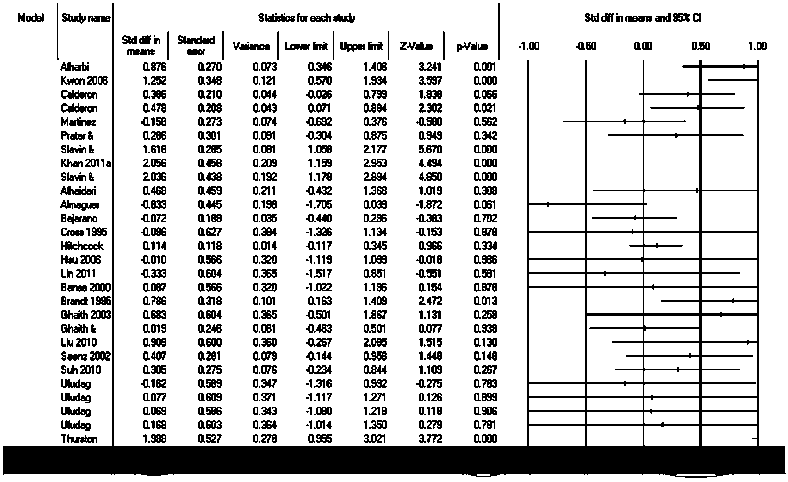 Model Study name Statistics for each study Std diff in means and 95% CI
Std diff in means Standard error Variance Lower limit Upper limit Z-Value p-Value -1.00 0.00 0.50 1.00
Alharbi 0.876 0.270 0.073 0.346 1.406 3.241 0.001
Kwon 2006 1.252 0.348 0.121 0.570 1.934 3.597 0.000
Calderon 0.386 0.210 0.044 -0.026 0.799 1.838 0.066
Calderon 0.478 0.208 0.043 0.071 0.884 2.302 0.021
Martinez -0.158 0.273 0.074 -0.692 0.376 -0.580 0.562
Prater & 0.286 0.301 0.091 -0.304 0.875 0.949 0.342
Slavin & 1.618 0.285 0.081 1.058 2.177 5.670 0.000
Khan 2011a 2.056 0.456 0.209 1.159 2.953 4.494 0.000
Slavin & 2.036 0.438 0.192 1.178 2.894 4.650 0.000
Alhaidari 0.468 0.459 0.211 -0.432 1.368 1.019 0.308
Almaguer -0.833 0.445 0.198 -1.705 0.039 -1.872 0.061
Bejarano -0.072 0.188 0.035 -0.440 0.296 -0.383 0.702
Cross 1995 -0.096 0.627 0.394 -1.326 1.134 -0.153 0.878
Hitchcock 0.114 0.118 0.014 -0.117 0.345 0.966 0.334
Hsu 2006 -0.010 0.566 0.320 -1.119 1.099 -0.018 0.986
Lin 2011 -0.333 0.604 0.365 -1.517 0.851 -0.551 0.581
Banse 2000 0.087 0.566 0.320 -1.022 1.196 0.154 0.878
Brandt 1995 0.786 0.318 0.101 0.163 1.409 2.472 0.013
Ghaith 2003 0.683 0.604 0.365 -0.501 1.867 1.131 0.258
Ghaith & 0.019 0.246 0.061 -0.463 0.501 0.077 0.938
Liu 2010 0.909 0.600 0.360 -0.267 2.085 1.515 0.130
Saenz 2002 0.407 0.281 0.079 -0.144 0.958 1.448 0.148
Suh 2010 0.305 0.275 0.076 -0.234 0.844 1.109 0.267
Uludag -0.162 0.589 0.347 -1.316 0.992 -0.275 0.783
Uludag 0.077 0.609 0.371 -1.117 1.271 0.126 0.899
Uludag 0.069 0.586 0.343 -1.080 1.218 0.118 0.906
Uludag 0.168 0.603 0.364 -1.014 1.350 0.279 0.781
Thurston 1.988 0.527 0.278 0.955 3.021 3.772 0.000